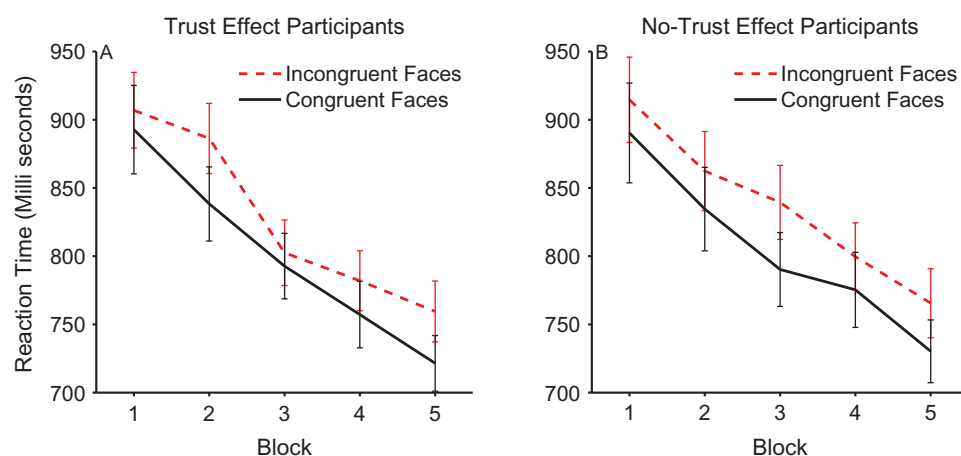 Trust Effect Participants
A
Incongruent Faces
Congruent Faces
950
900
850
800
750
700
Reaction Time (Milli seconds)
1 2 3 4 5
Block
No-Trust Effect Participants
B
Incongruent Faces
Congruent Faces
950
900
850
800
750
700
1 2 3 4 5
Block